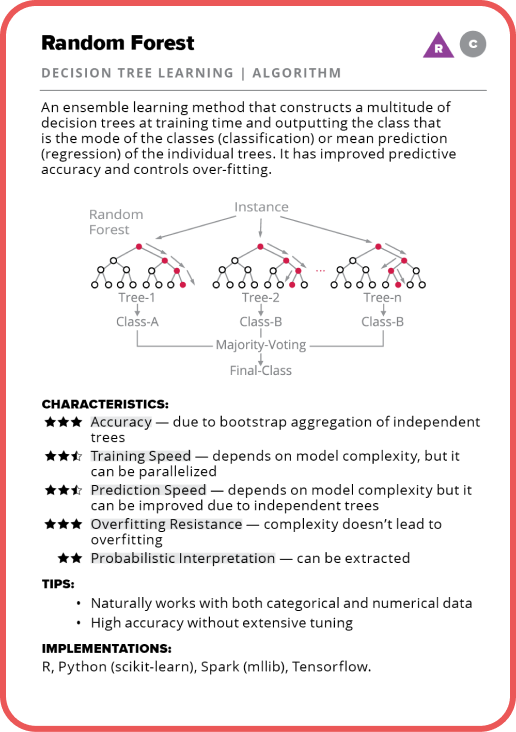 Random Forest
R C
DECISION TREE LEARNING | ALGORITHM
An ensemble learning method that constructs a multitude of
decision trees at training time and outputting the class that
is the mode of the classes (classification) or mean prediction
(regression) of the individual trees. It has improved predictive
accuracy and controls over-fitting.
Random
Forest
Instance
...
Tree-1 Tree-2 Tree-n
Class-A Class-B Class-B
Majority-Voting
Final-Class
CHARACTERISTICS:
★★★ Accuracy — due to bootstrap aggregation of independent
trees
★★⯪ Training Speed — depends on model complexity, but it
can be parallelized
★★⯪ Prediction Speed — depends on model complexity but it
can be improved due to independent trees
★★★ Overfitting Resistance — complexity doesn’t lead to
overfitting
★★ Probabilistic Interpretation — can be extracted
TIPS:
• Naturally works with both categorical and numerical data
• High accuracy without extensive tuning
IMPLEMENTATIONS:
R, Python (scikit-learn), Spark (mllib), Tensorflow.